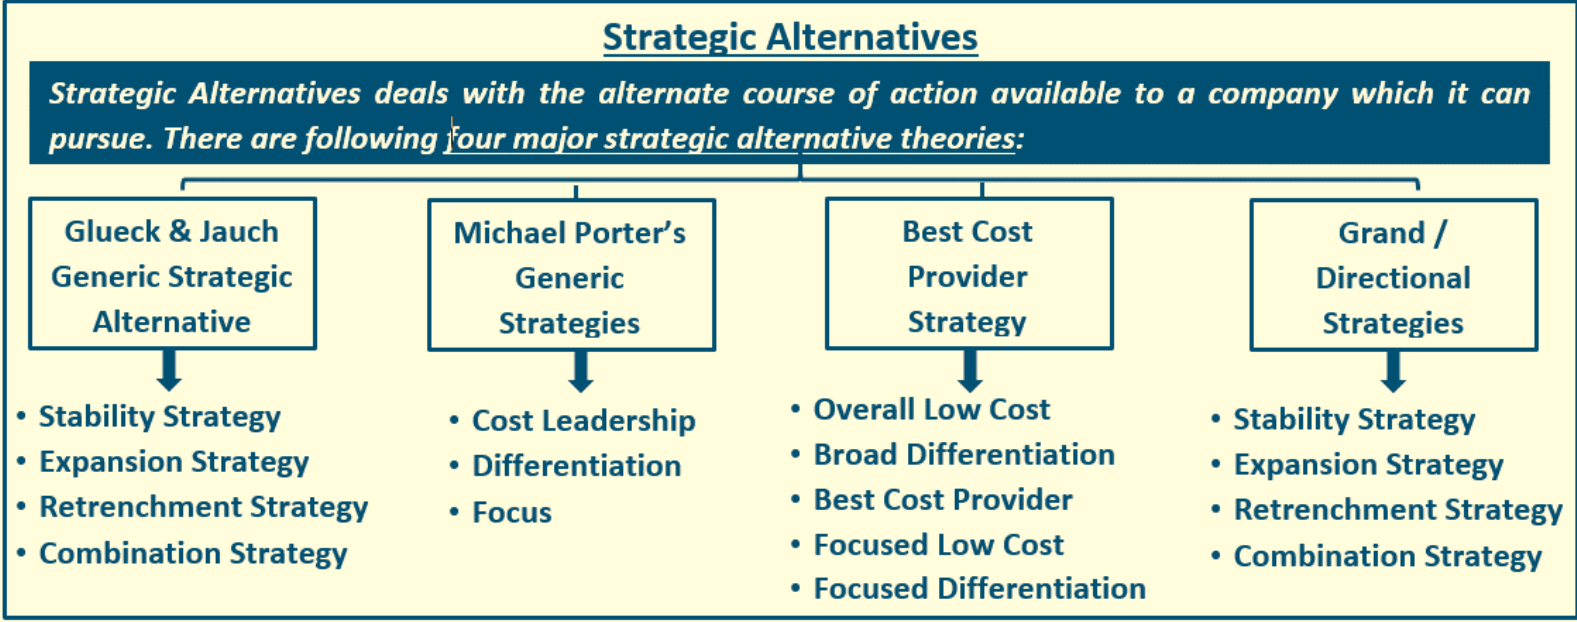 Strategic Alternatives
Strategic Alternatives deals with the alternate course of action available to a company which it can
pursue. There are following four major strategic alternative theories:
Glueck & Jauch
Generic Strategic
Alternative
• Stability Strategy
• Expansion Strategy
• Retrenchment Strategy
• Combination Strategy
Michael Porter’s
Generic
Strategies
• Cost Leadership
• Differentiation
• Focus
Best Cost
Provider
Strategy
• Overall Low Cost
• Broad Differentiation
• Best Cost Provider
• Focused Low Cost
• Focused Differentiation
Grand /
Directional
Strategies
• Stability Strategy
• Expansion Strategy
• Retrenchment Strategy
• Combination Strategy